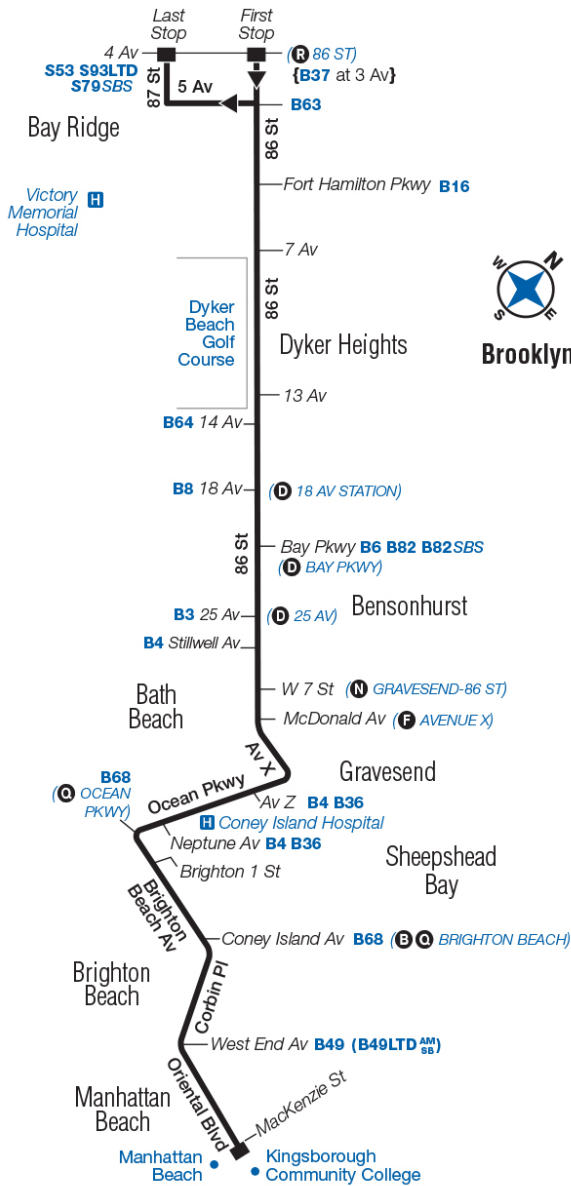 Last
Stop
First
Stop
4 Av
(R 86 ST)
S53 S93LTD
S79SBS
{B37 at 3 Av}
87 St
5 Av
B63
Bay Ridge
86 St
Fort Hamilton Pkwy B16
Victory
Memorial
Hospital
H
7 Av
86 St
W
N
S
E
Brooklyn
Dyker
Beach
Golf
Course
Dyker Heights
13 Av
B64 14 Av
B8 18 Av
(D 18 AV STATION)
86 St
Bay Pkwy B6 B82 B82SBS
(D BAY PKWY)
B3 25 Av
(D 25 AV)
Bensonhurst
B4 Stillwell Av
W 7 St (N GRAVESEND-86 ST)
Bath
Beach
McDonald Av (F AVENUE X)
Av X
Gravesend
B68
(Q OCEAN
PKWY)
Ocean Pkwy
Av Z B4 B36
H Coney Island Hospital
Neptune Av B4 B36
Sheepshead
Bay
Brighton 1 St
Brighton
Beach Av
Coney Island Av B68 (B Q BRIGHTON BEACH)
Brighton
Beach
Corbin Pl
West End Av B49 (B49LTD AM SB)
Oriental Blvd
Manhattan
Beach
MacKenzie St
Manhattan
Beach
Kingsborough
Community College